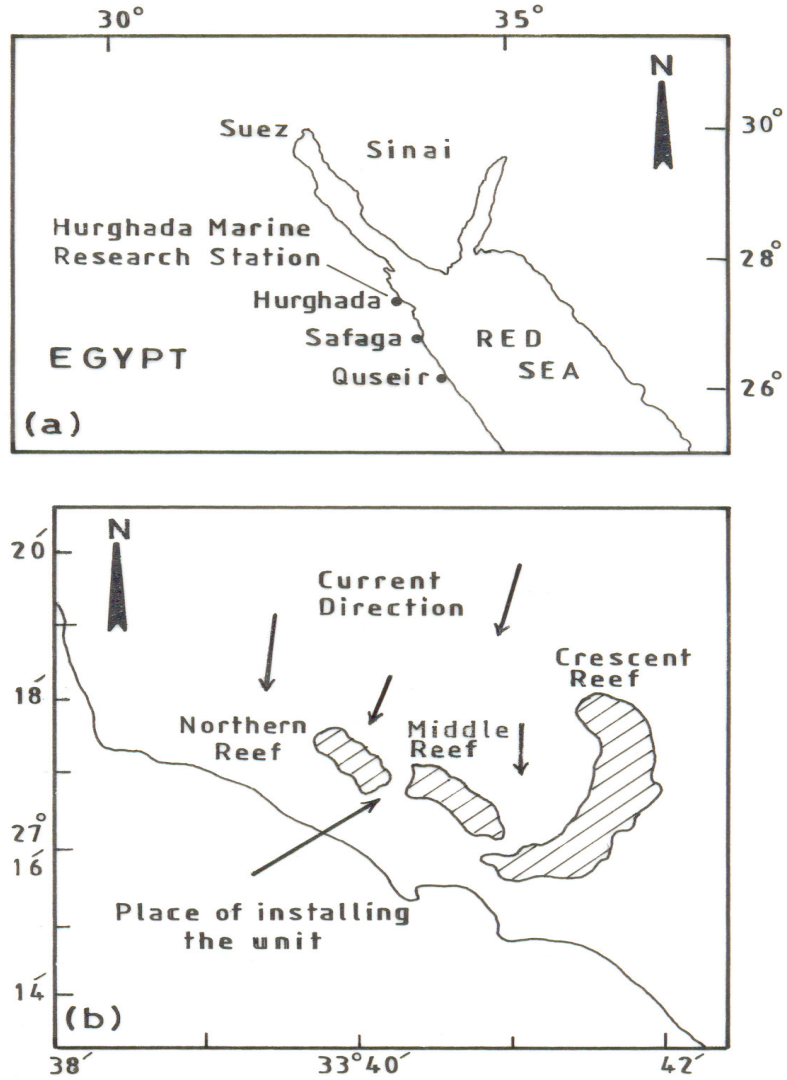 30° 35°
N
Suez
30°
Sinai
Hurghada Marine
Research Station
28°
Hurghada
Safaga
RED
EGYPT
SEA
Quseir
26°
(a)
N
20′
Current
Direction
Crescent
Reef
18′
Northern
Reef
Middle
Reef
27°
16′
Place of installing
the unit
14′
(b)
38′ 33°40′ 42′